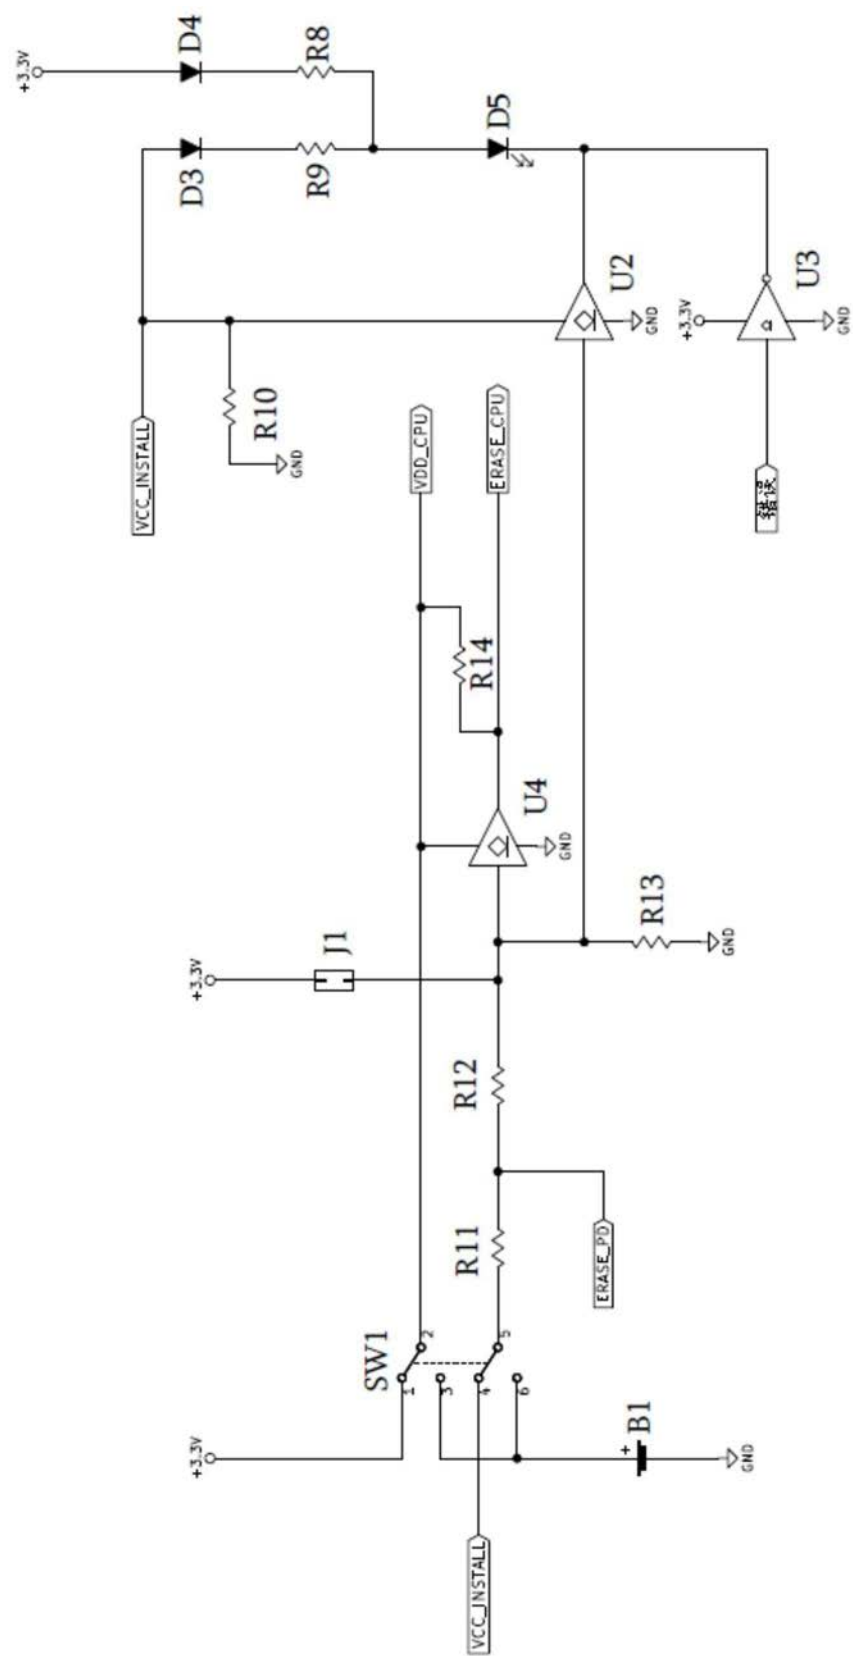 +3.3V
D4
R8
D3
R9
D5
VCC_INSTALL
R10
GND
U2
GND
+3.3V
U3
GND
错误
VDD_CPU
ERASE_CPU
R14
U4
GND
+3.3V
J1
R13
GND
R12
R11
ERASE_PD
SW1
1
2
3
4
5
6
+3.3V
+
B1
GND
VCC_INSTALL